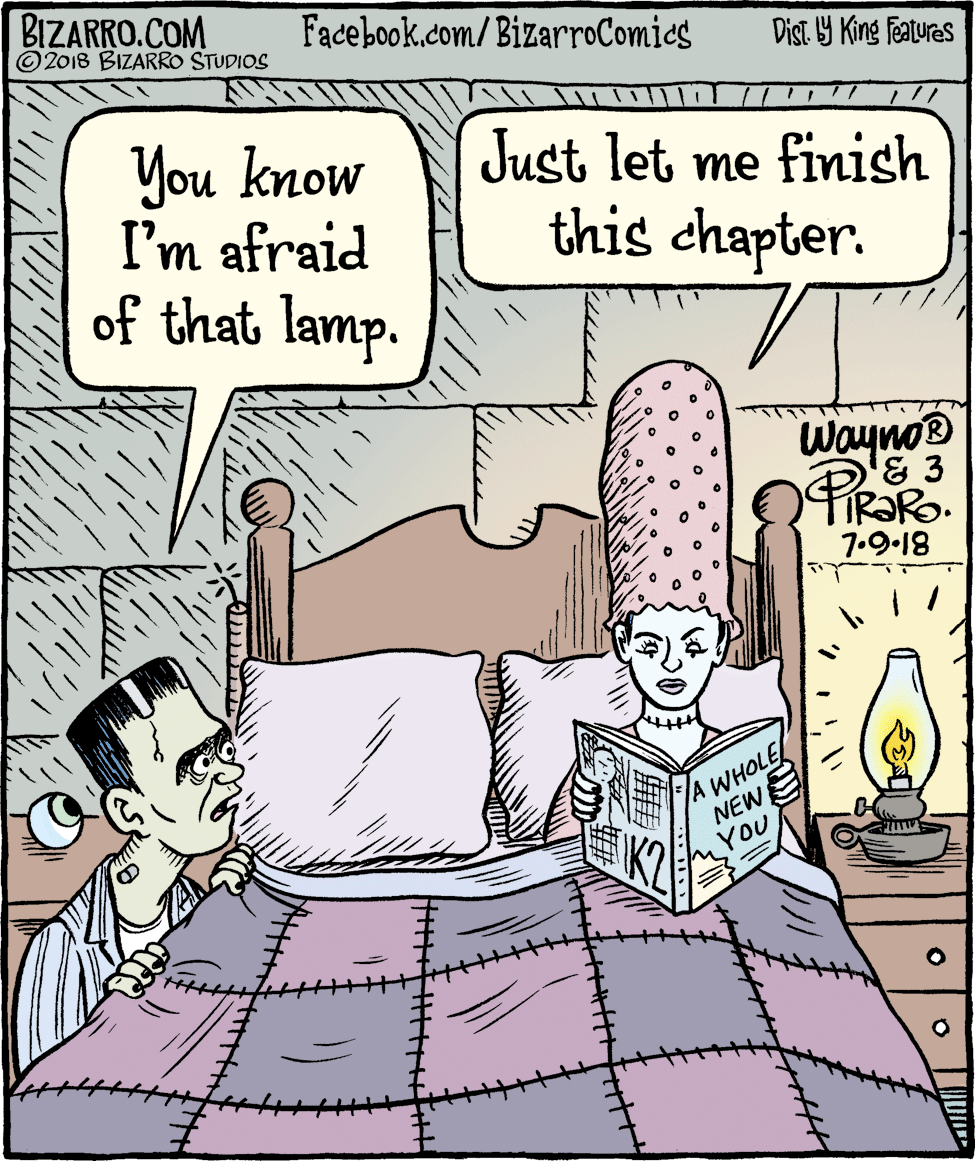 BIZARRO.COM
©2018 BIZARRO STUDIOS
Facebook.com/BizarroComics
Dist. by King Features
You know
I'm afraid
of that lamp.
Just let me finish
this chapter.
Wayno®
& 3
PIRARO.
7·9·18
A WHOLE
NEW
YOU
K2